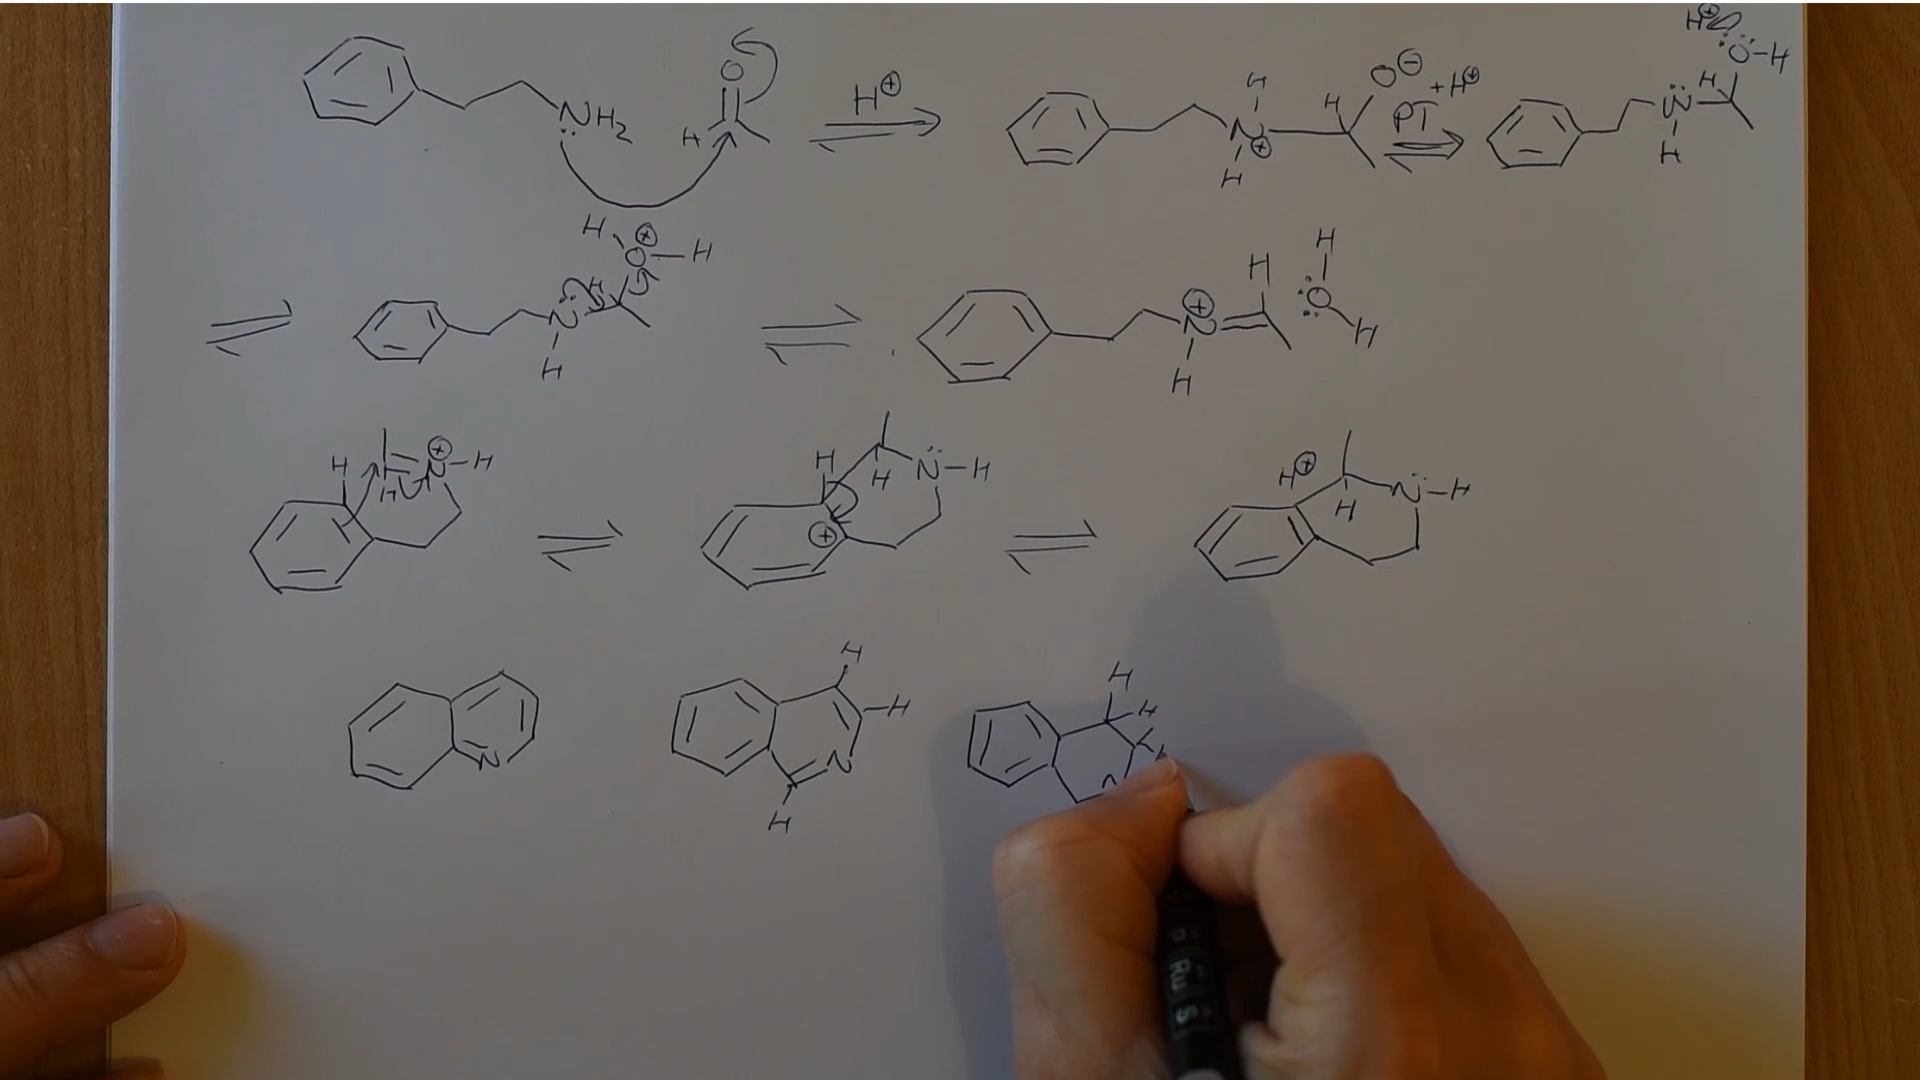 NH₂ H O H⊕ H N⊕ H H O⊖ PT +H⊕ N H H O-H H⊕
H O⊕ H N H H N⊕ H H H O H
H H N⊕-H H H N-H ⊕ H⊕ H N-H
N H H N H H H N